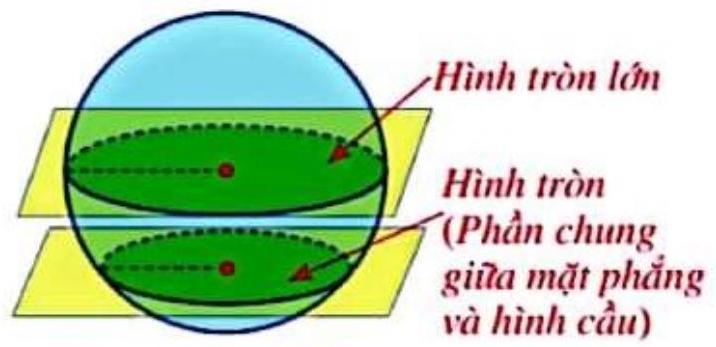 Hình tròn lớn
Hình tròn
(Phần chung
giữa mặt phẳng
và hình cầu)